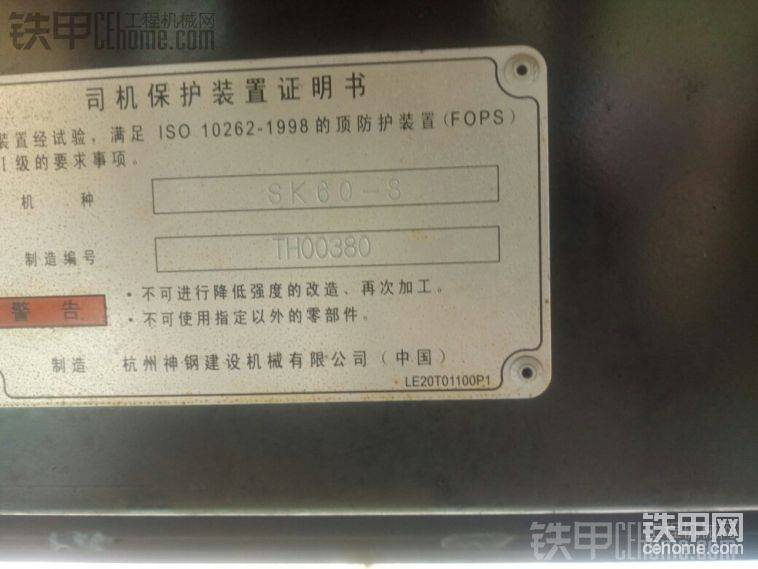 铁甲 工程机械网
CEhome.com
司机保护装置证明书
装置经试验，满足 ISO 10262-1998的顶防护装置(FOPS)
I级的要求事项。
机 种 SK60-8
制造编号 TH00380
警 告
·不可进行降低强度的改造、再次加工。
·不可使用指定以外的零部件。
制造 杭州神钢建设机械有限公司（中国）
LE20T01100P1
铁甲网
cehome.com